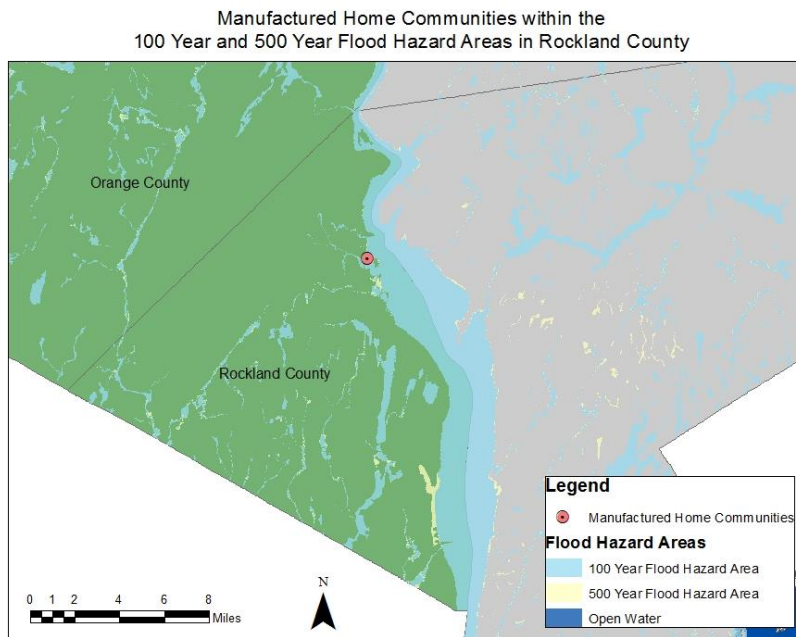 Manufactured Home Communities within the
100 Year and 500 Year Flood Hazard Areas in Rockland County
Orange County
Rockland County
Legend
Manufactured Home Communities
Flood Hazard Areas
100 Year Flood Hazard Area
500 Year Flood Hazard Area
Open Water
0 1 2 4 6 8
Miles
N